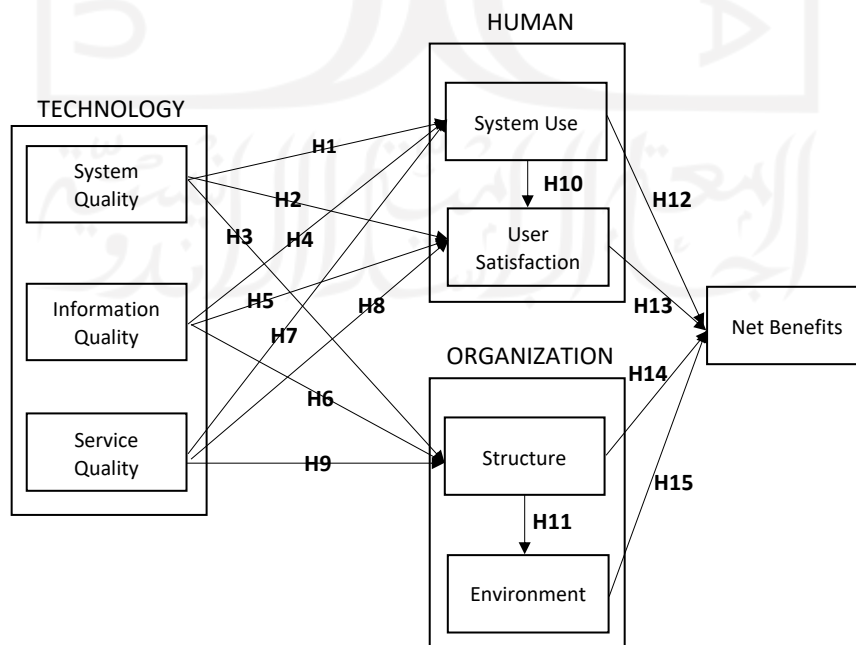 HUMAN
TECHNOLOGY
System
Quality
Information
Quality
Service
Quality
H1
H2
H3
H4
H5
H7
H8
H6
H9
System Use
H10
User
Satisfaction
H12
H13
Net Benefits
ORGANIZATION
H14
Structure
H15
H11
Environment